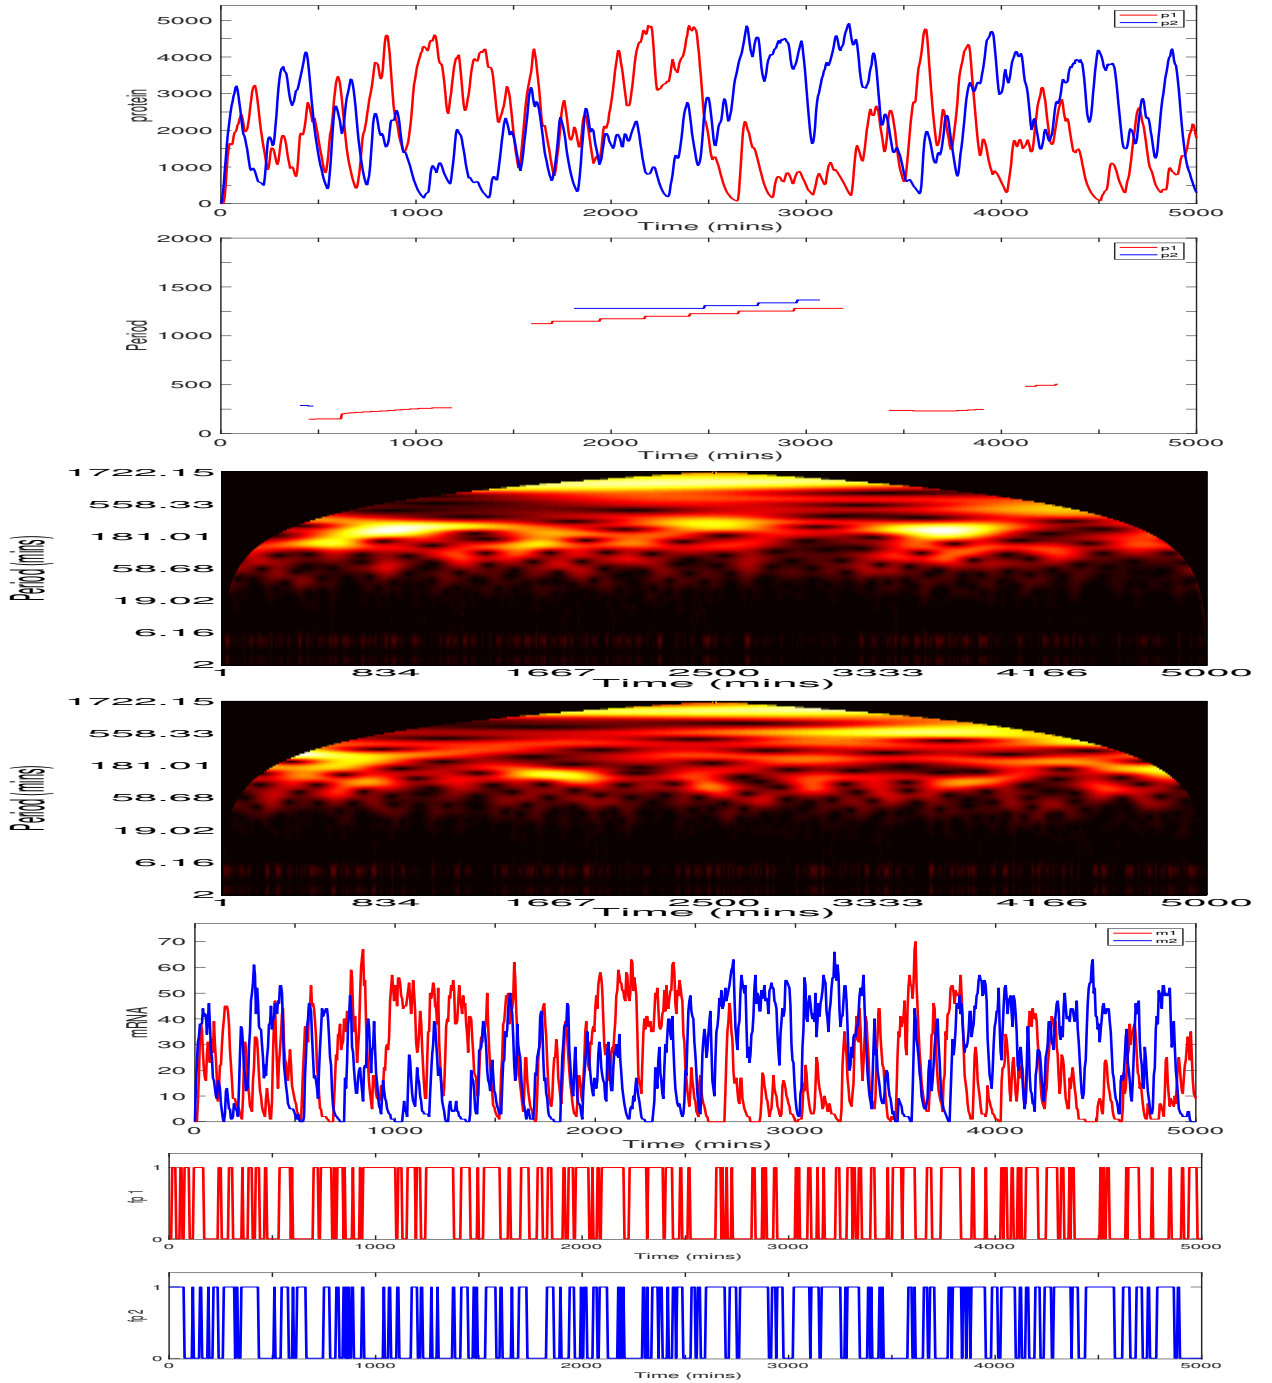 5000
4000
3000
2000
1000
0
protein
p1
p2
0 1000 2000 3000 4000 5000
Time (mins)
2000
1500
1000
500
0
Period
p1
p2
0 1000 2000 3000 4000 5000
Time (mins)
1722.15
558.33
181.01
58.68
19.02
6.16
2
Period(mins)
1 834 1667 2500 3333 4166 5000
Time (mins)
1722.15
558.33
181.01
58.68
19.02
6.16
2
Period(mins)
1 834 1667 2500 3333 4166 5000
Time (mins)
70
60
50
40
30
20
10
0
mRNA
m1
m2
0 1000 2000 3000 4000 5000
Time (mins)
1
0
fp1
0 1000 2000 3000 4000 5000
Time (mins)
1
0
fp2
0 1000 2000 3000 4000 5000
Time (mins)